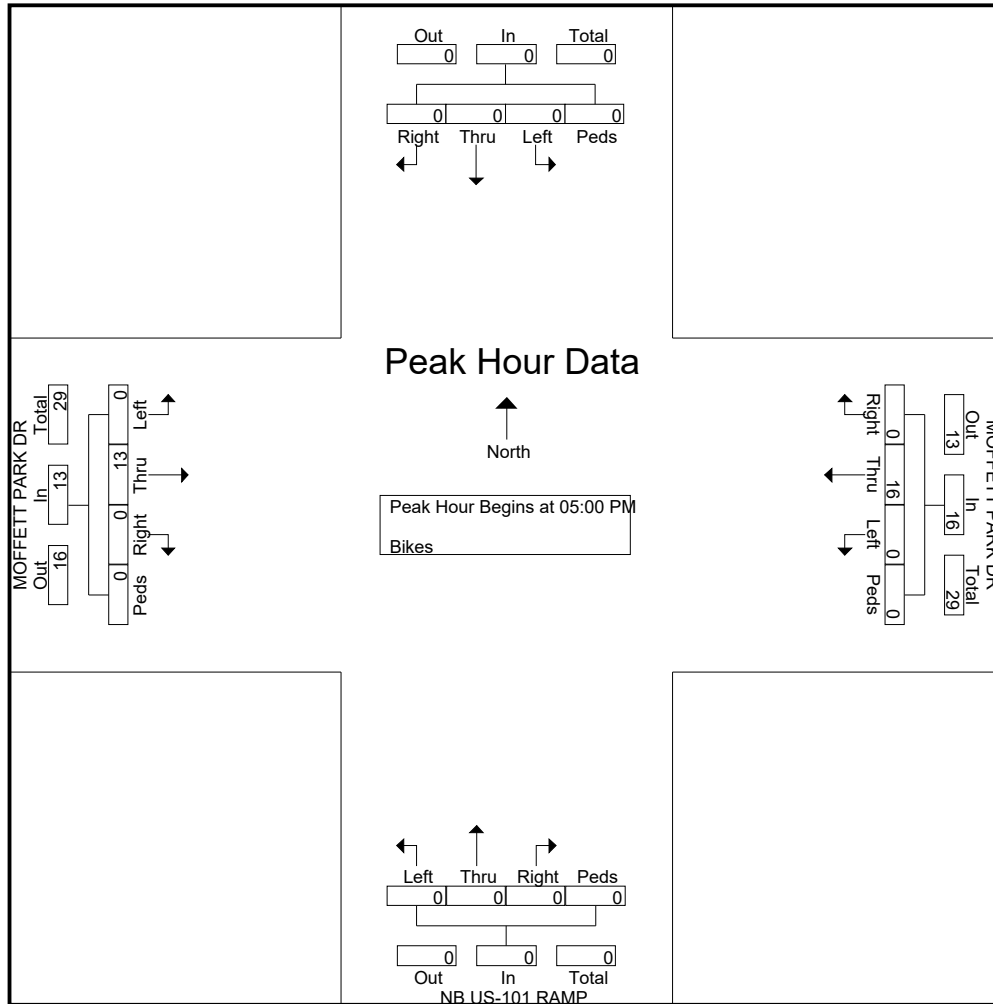 Out In Total
0 0 0
0 0 0 0
Right Thru Left Peds
Peak Hour Data
North
Peak Hour Begins at 05:00 PM
Bikes
MOFFETT PARK DR
Out In Total
16 13 29
0 13 0 0
Left Thru Right Peds
MOFFETT PARK DR
Out In Total
13 16 29
0 16 0 0
Right Thru Left Peds
Left Thru Right Peds
0 0 0 0
0 0 0
Out In Total
NB US-101 RAMP